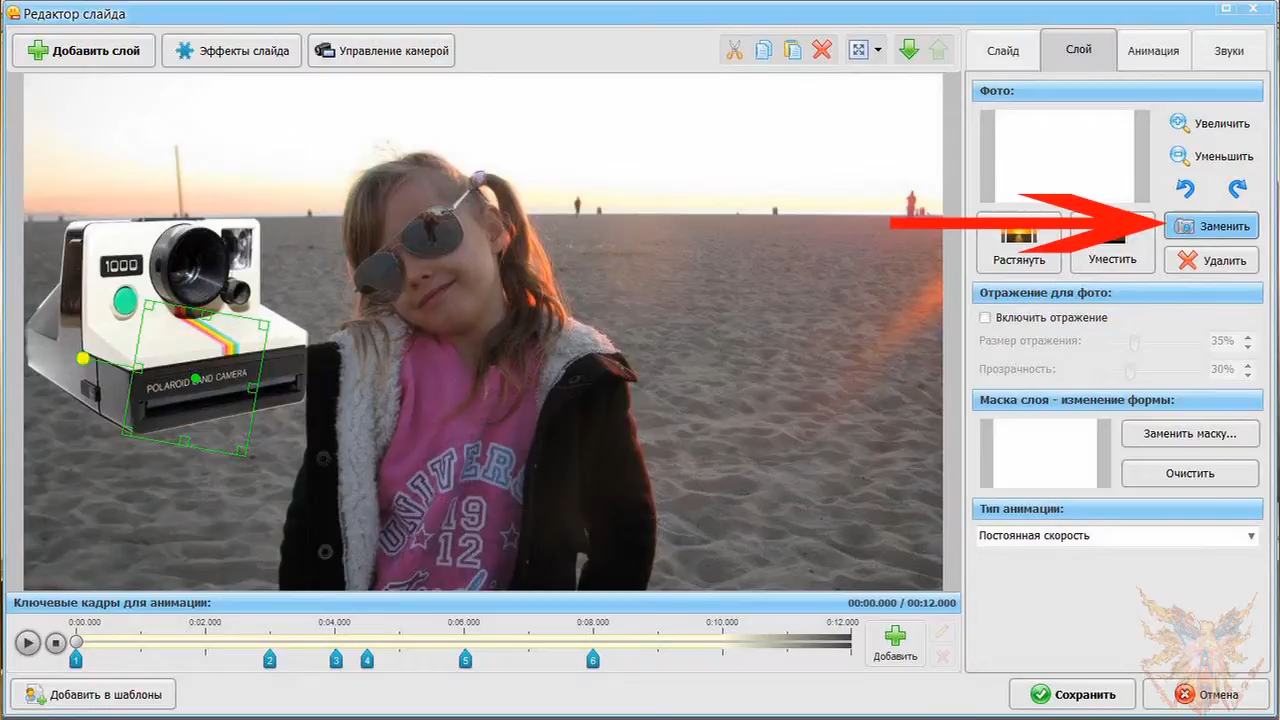 Редактор слайда
Добавить слой
Эффекты слайда
Управление камерой
Слайд
Слой
Анимация
Звуки
Фото:
Увеличить
Уменьшить
Растянуть
Уместить
Заменить
Удалить
Отражение для фото:
Включить отражение
Размер отражения:
35%
Прозрачность:
30%
Маска слоя - изменение формы:
Заменить маску...
Очистить
Тип анимации:
Постоянная скорость
1000
POLAROID LAND CAMERA
UNIVERS
19
12
Ключевые кадры для анимации:
00:00.000 / 00:12.000
0:00.000
0:02.000
0:04.000
0:06.000
0:08.000
0:10.000
0:12.000
1
2
3
4
5
6
Добавить
Добавить в шаблоны
Сохранить
Отмена